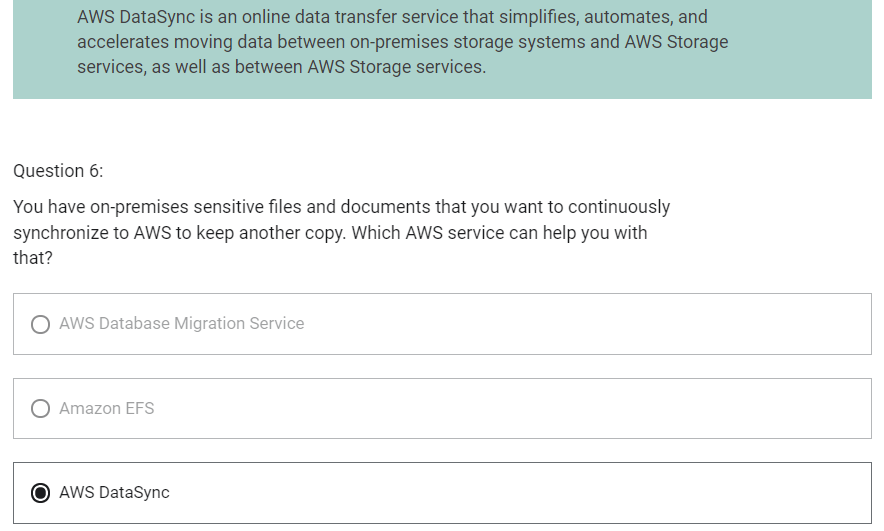 AWS DataSync is an online data transfer service that simplifies, automates, and
accelerates moving data between on-premises storage systems and AWS Storage
services, as well as between AWS Storage services.
Question 6:
You have on-premises sensitive files and documents that you want to continuously
synchronize to AWS to keep another copy. Which AWS service can help you with
that?
AWS Database Migration Service
Amazon EFS
AWS DataSync